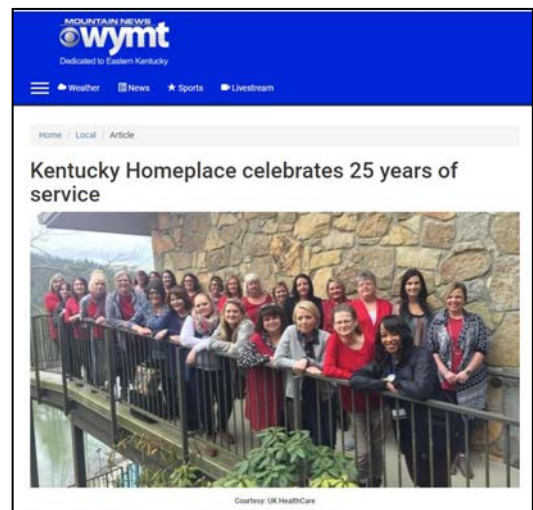 MOUNTAIN NEWS
wymt
Dedicated to Eastern Kentucky
Weather News Sports Livestream
Home / Local / Article
Kentucky Homeplace celebrates 25 years of
service
Courtesy: UK HealthCare